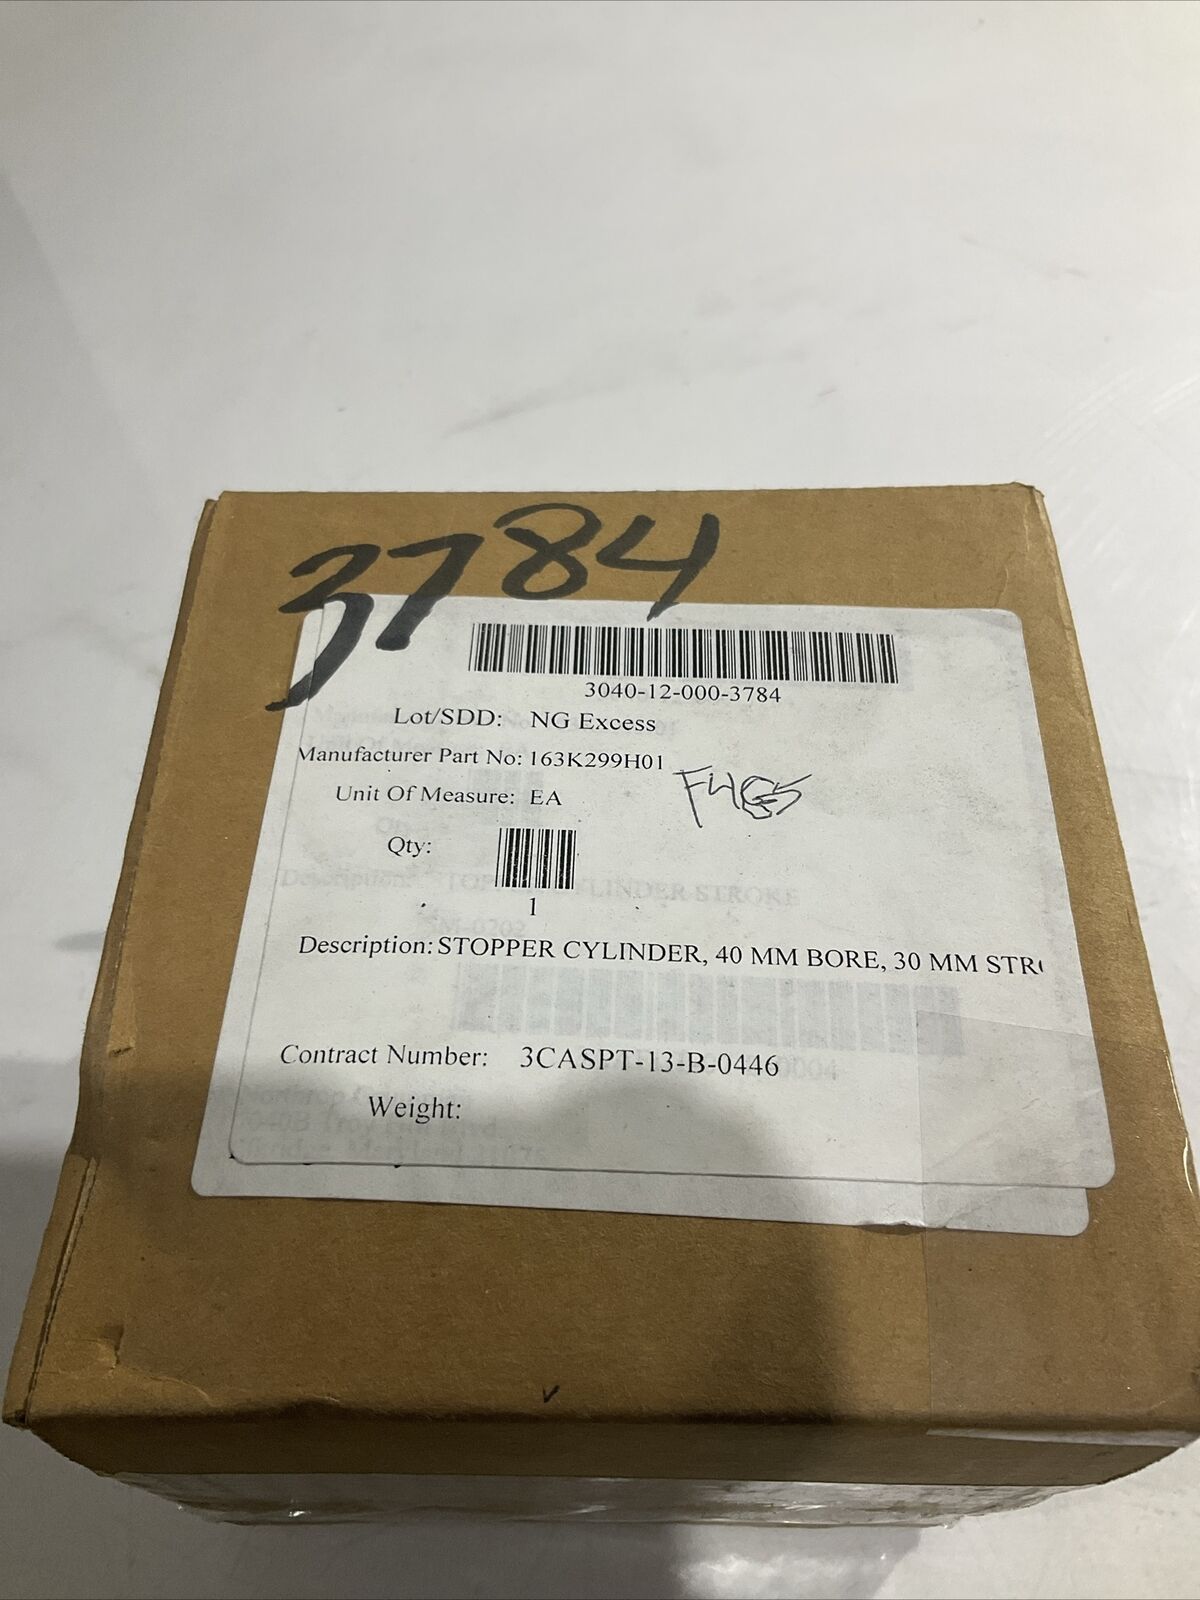 3784
3040-12-000-3784
Lot/SDD: NG Excess
Manufacturer Part No: 163K299H01
Unit Of Measure: EA
Qty:
1
Description: STOPPER CYLINDER, 40 MM BORE, 30 MM STR
Contract Number: 3CASPT-13-B-0446
Weight: